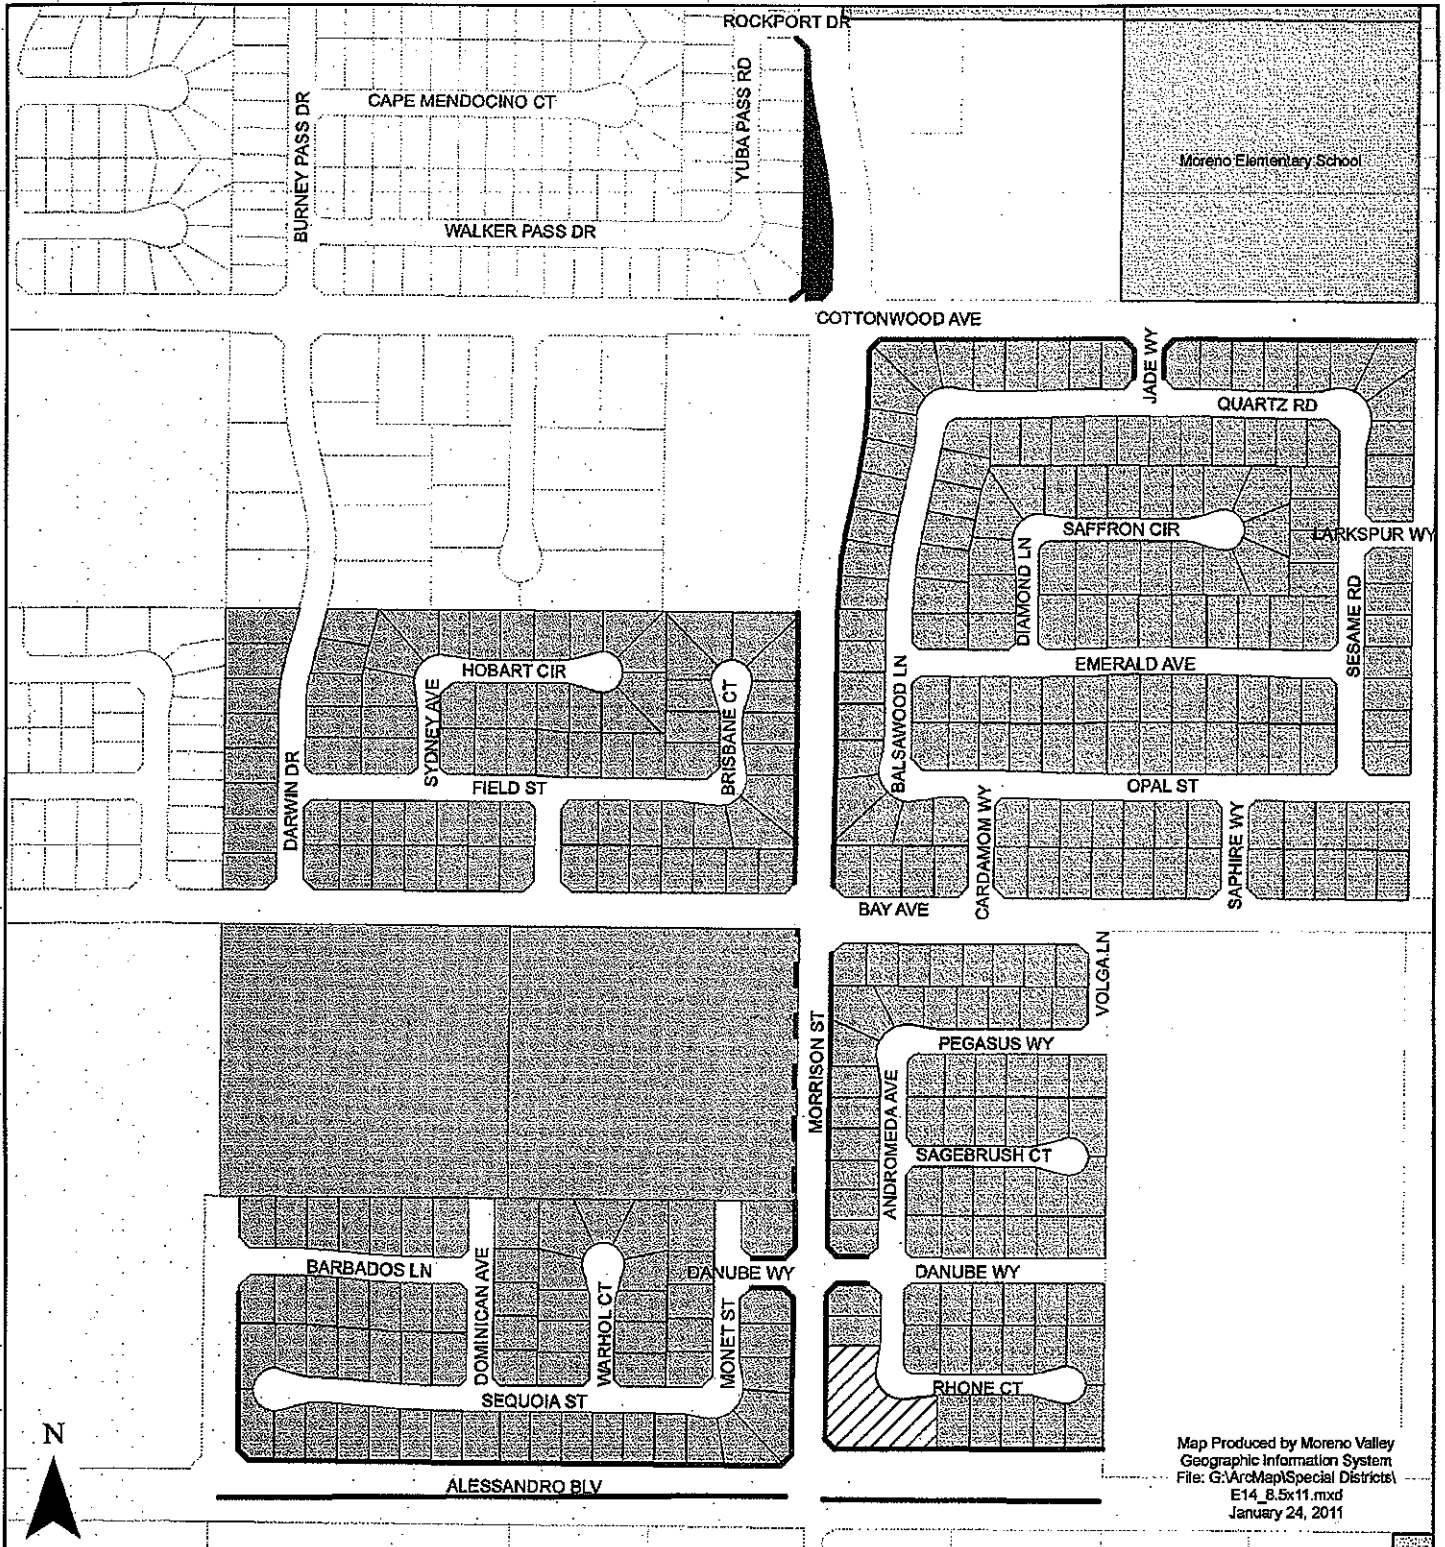 ROCKPORT DR
CAPE MENDOCINO CT
BURNEY PASS DR
YUBA PASS RD
Moreno Elementary School
WALKER PASS DR
COTTONWOOD AVE
JADE WY
QUARTZ RD
SAFFRON CIR
LARKSPUR WY
DIAMOND LN
SESAME RD
EMERALD AVE
HOBART CIR
SYDNEY AVE
BRISBANE CT
BALSAWOOD LN
DARWIN DR
FIELD ST
OPAL ST
CARDAMOM WY
SAPHIRE WY
BAY AVE
VOLGA LN
MORRISON ST
PEGASUS WY
ANDROMEDA AVE
SAGEBRUSH CT
BARBADOS LN
DOMINICAN AVE
WARHOL CT
DANUBE WY
MONET ST
DANUBE WY
RHONE CT
SEQUOIA ST
N
ALESSANDRO BLV
Map Produced by Moreno Valley
Geographic Information System
File: G:\ArcMap\Special Districts\
E14_8.5x11.mxd
January 24, 2011